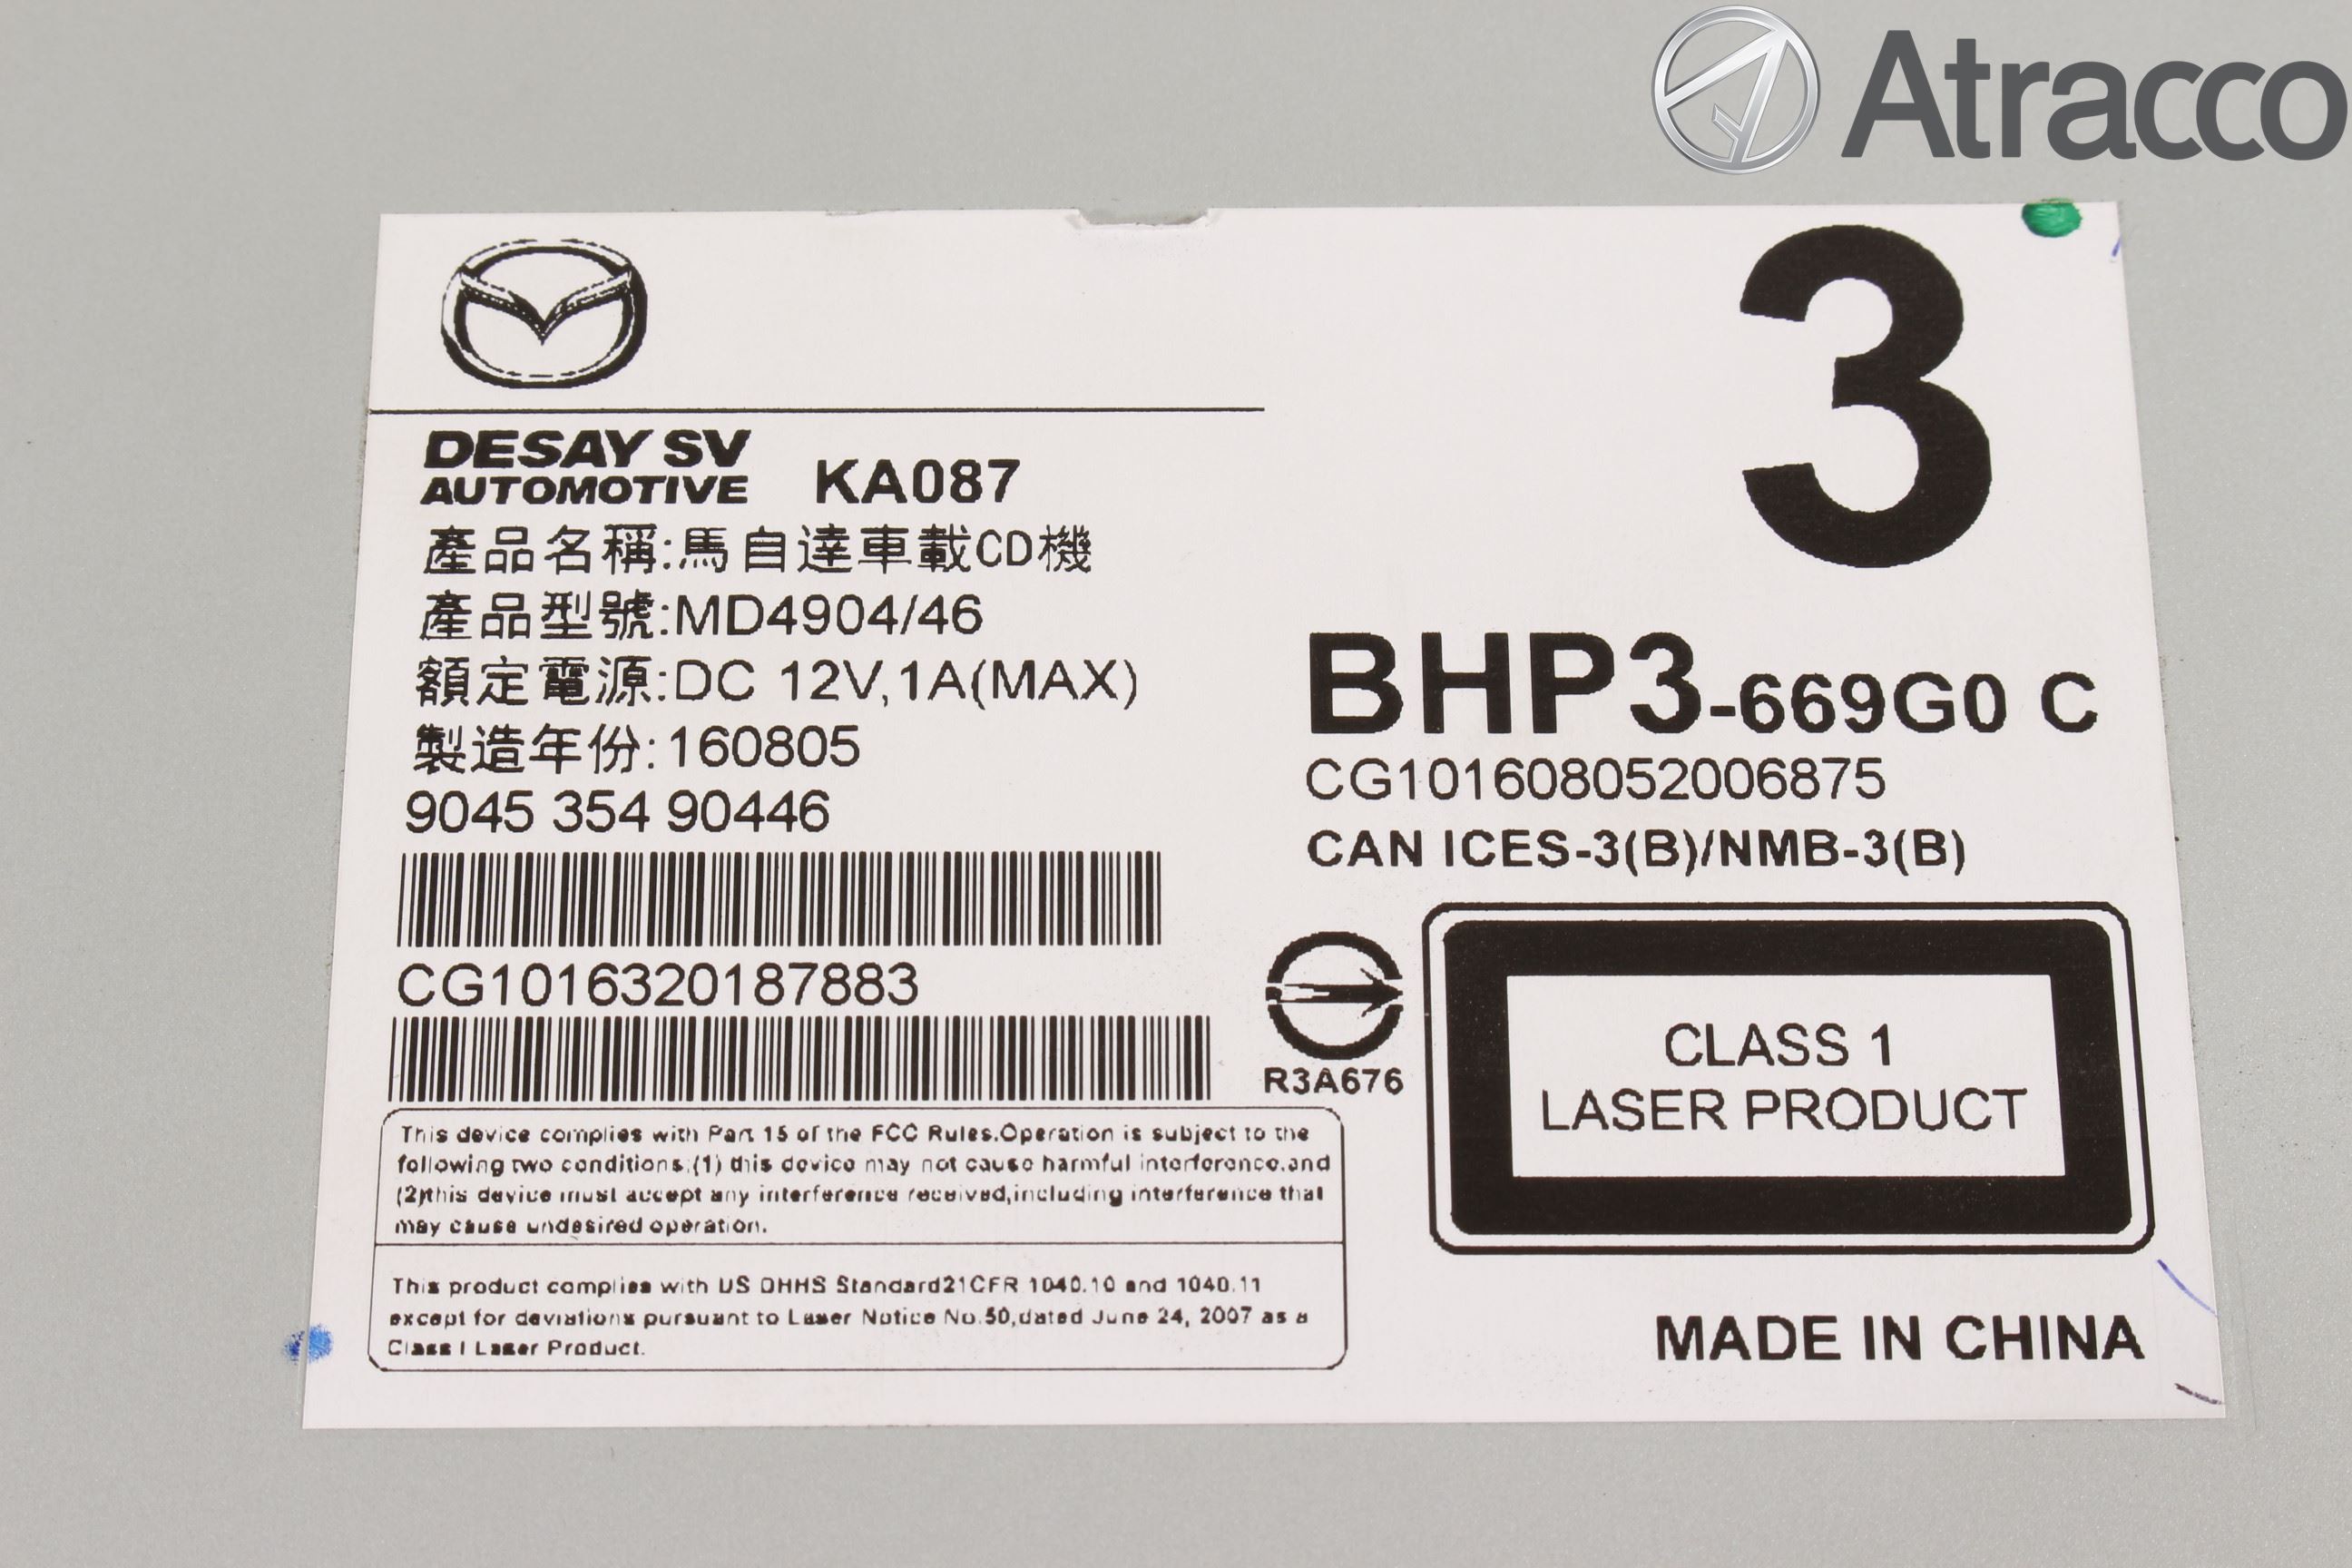 Atracco
3
DESAY SV
AUTOMOTIVE KA087
產品名稱:馬自達車載CD機
產品型號:MD4904/46
額定電源:DC 12V,1A(MAX)
製造年份:160805
9045 354 90446
CG1016320187883
BHP3-669G0 C
CG101608052006875
CAN ICES-3(B)/NMB-3(B)
R3A676
CLASS 1
LASER PRODUCT
This device complies with Part 15 of the FCC Rules.Operation is subject to the
following two conditions:(1) this device may not cause harmful interference,and
(2)this device must accept any interference received,including interference that
may cause undesired operation.
This product complies with US DHHS Standard21CFR 1040.10 and 1040.11
except for deviations pursuant to Laser Notice No.50,dated June 24, 2007 as a
Class I Laser Product.
MADE IN CHINA